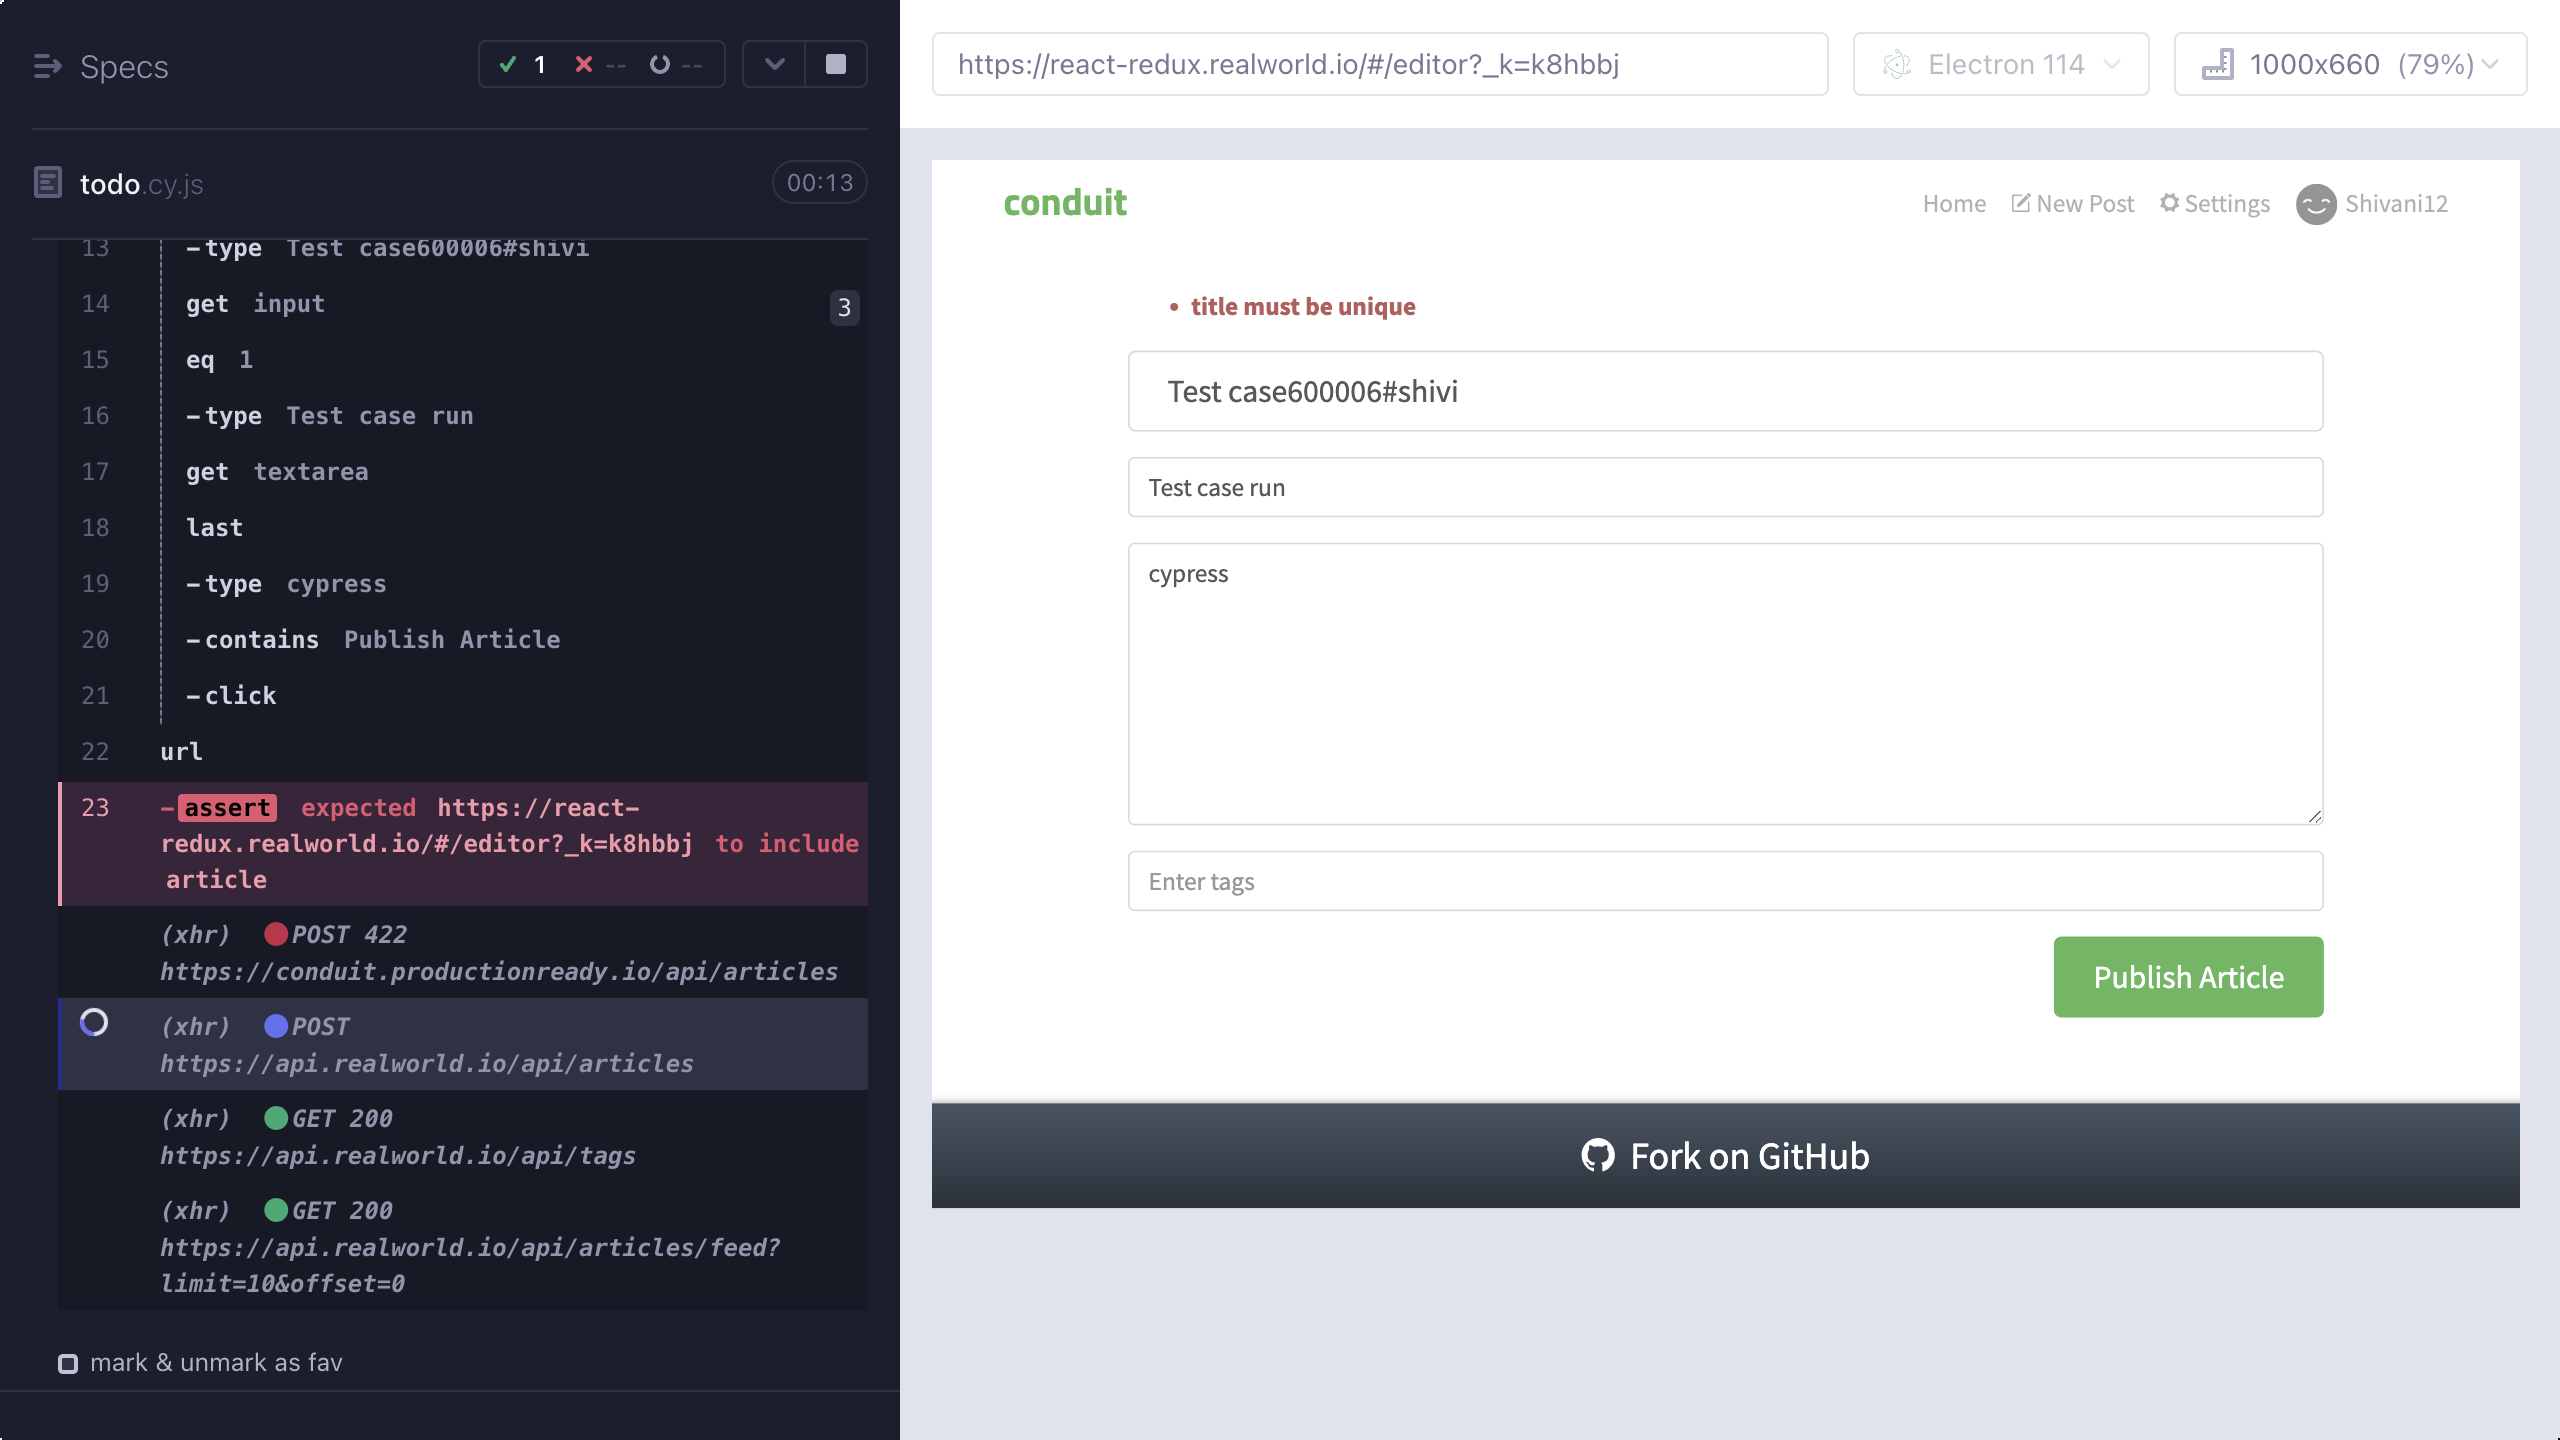 Specs
1 -- --
todo.cy.js
00:13
13 -type Test case600006#shivi
14 get input 3
15 eq 1
16 -type Test case run
17 get textarea
18 last
19 -type cypress
20 -contains Publish Article
21 -click
22 url
23 -assert expected https://react-
redux.realworld.io/#/editor?_k=k8hbbj to include
article
(xhr) POST 422
https://conduit.productionready.io/api/articles
(xhr) POST
https://api.realworld.io/api/articles
(xhr) GET 200
https://api.realworld.io/api/tags
(xhr) GET 200
https://api.realworld.io/api/articles/feed?
limit=10&offset=0
mark & unmark as fav
https://react-redux.realworld.io/#/editor?_k=k8hbbj
Electron 114
1000x660 (79%)
conduit
Home New Post Settings Shivani12
• title must be unique
Test case600006#shivi
Test case run
cypress
Enter tags
Publish Article
Fork on GitHub